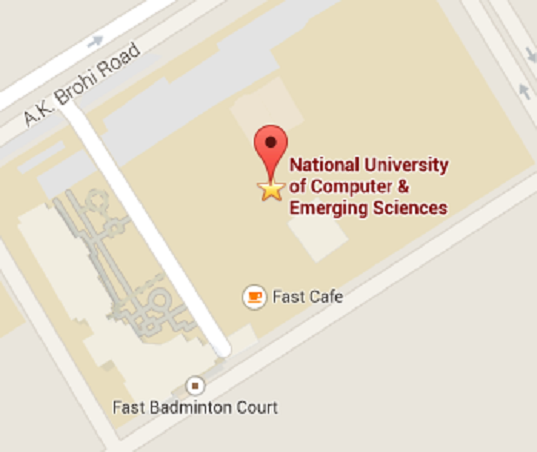 A.K. Brohi Road
National University
of Computer &
Emerging Sciences
Fast Cafe
Fast Badminton Court